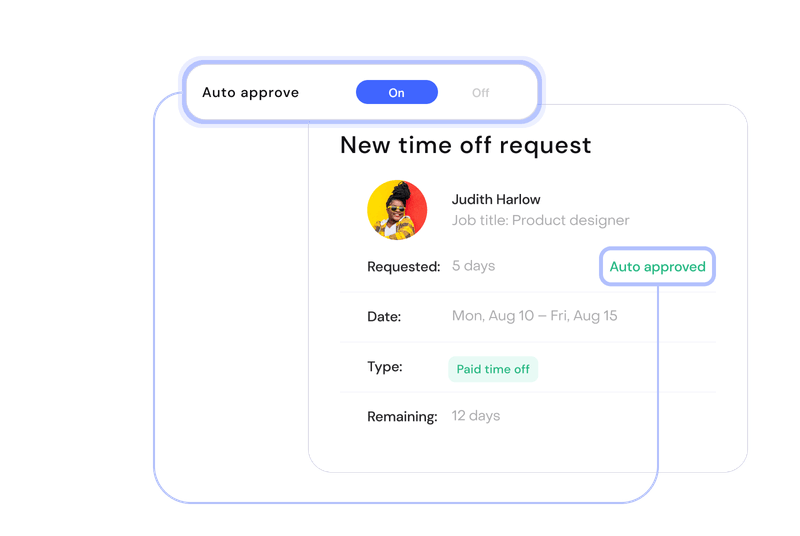 Auto approve On Off
New time off request
Judith Harlow
Job title: Product designer
Requested: 5 days Auto approved
Date: Mon, Aug 10 – Fri, Aug 15
Type: Paid time off
Remaining: 12 days